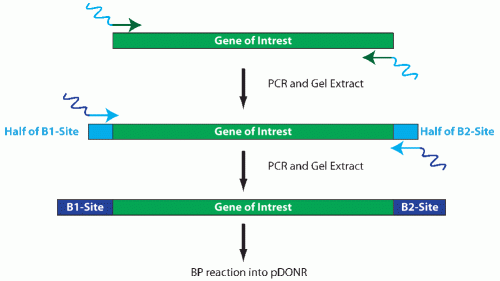 Gene of Intrest
PCR and Gel Extract
Half of B1-Site
Gene of Intrest
Half of B2-Site
PCR and Gel Extract
B1-Site
Gene of Intrest
B2-Site
BP reaction into pDONR